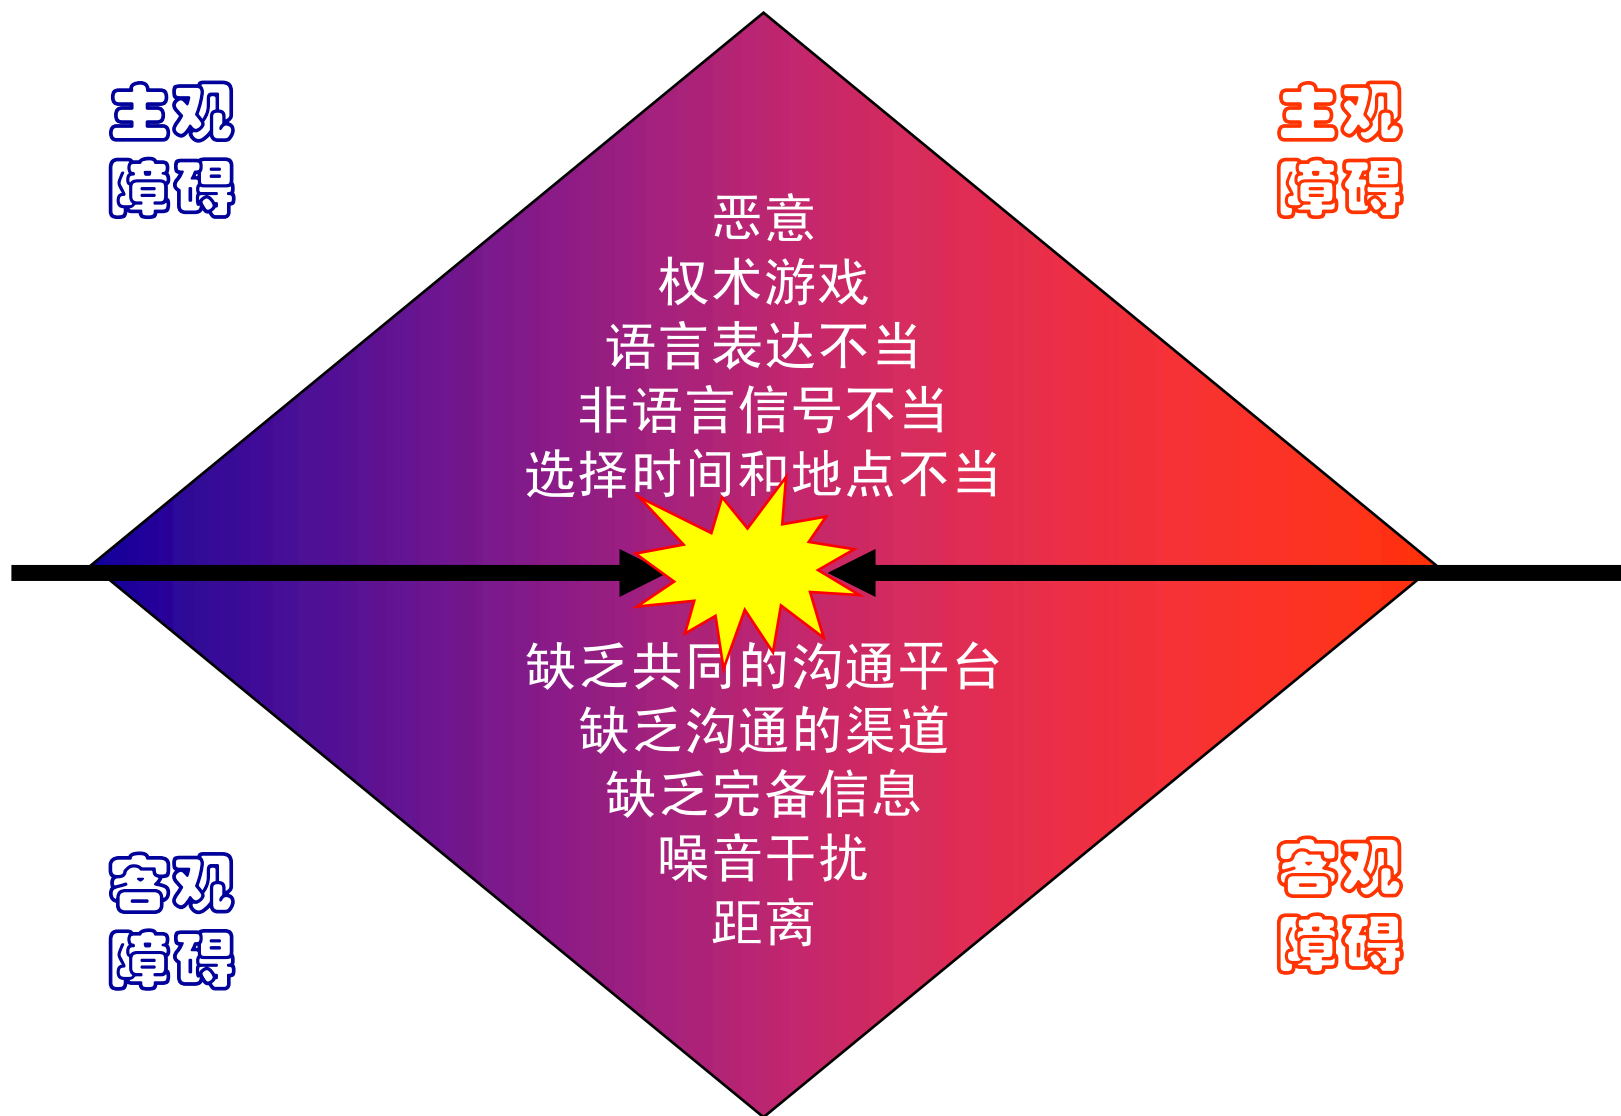 主观
障碍
主观
障碍
恶意
权术游戏
语言表达不当
非语言信号不当
选择时间和地点不当
缺乏共同的沟通平台
缺乏沟通的渠道
缺乏完备信息
噪音干扰
距离
客观
障碍
客观
障碍